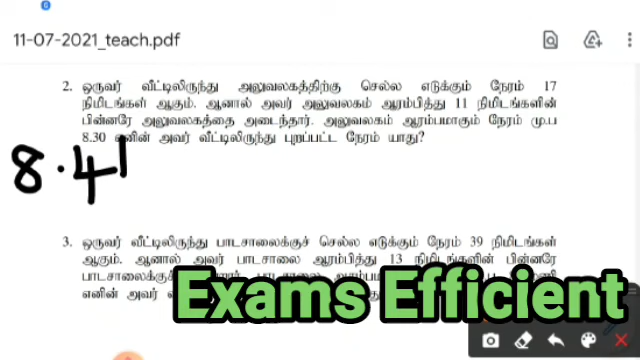 11-07-2021_teach.pdf
2. ஒருவர் வீட்டிலிருந்து அலுவலகத்திற்கு செல்ல எடுக்கும் நேரம் 17
நிமிடங்கள் ஆகும். ஆனால் அவர் அலுவலகம் ஆரம்பித்து 11 நிமிடங்களின்
பின்னரே அலுவலகத்தை அடைந்தார். அலுவலகம் ஆரம்பமாகும் நேரம் மு.ப
8.30 எனின் அவர் வீட்டிலிருந்து புறப்பட்ட நேரம் யாது?
8.41
3. ஒருவர் வீட்டிலிருந்து பாடசாலைக்குச் செல்ல எடுக்கும் நேரம் 39 நிமிடங்கள்
ஆகும். ஆனால் அவர் பாடசாலை ஆரம்பித்து 13 நிமிடங்களின் பின்னரே
எனின் அவர்
Exams Efficient